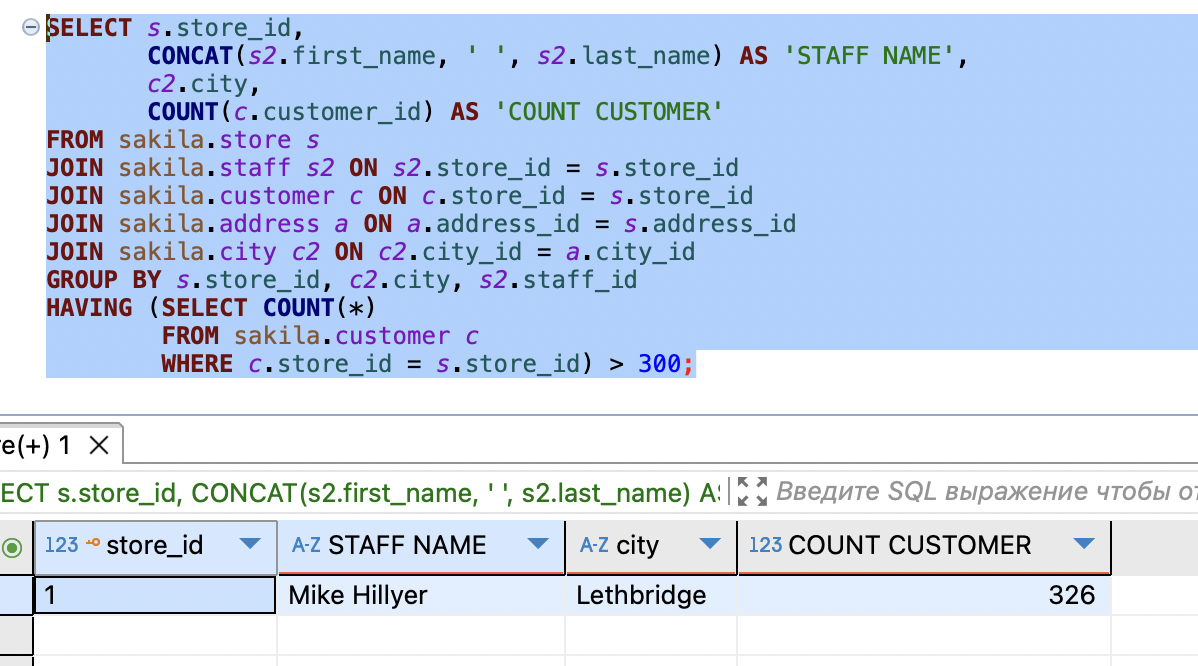 SELECT s.store_id,
CONCAT(s2.first_name, ' ', s2.last_name) AS 'STAFF NAME',
c2.city,
COUNT(c.customer_id) AS 'COUNT CUSTOMER'
FROM sakila.store s
JOIN sakila.staff s2 ON s2.store_id = s.store_id
JOIN sakila.customer c ON c.store_id = s.store_id
JOIN sakila.address a ON a.address_id = s.address_id
JOIN sakila.city c2 ON c2.city_id = a.city_id
GROUP BY s.store_id, c2.city, s2.staff_id
HAVING (SELECT COUNT(*)
FROM sakila.customer c
WHERE c.store_id = s.store_id) > 300;
re(+) 1
ECT s.store_id, CONCAT(s2.first_name, ' ', s2.last_name) AS Введите SQL выражение чтобы от
123 store_id A-Z STAFF NAME A-Z city 123 COUNT CUSTOMER
1 Mike Hillyer Lethbridge 326